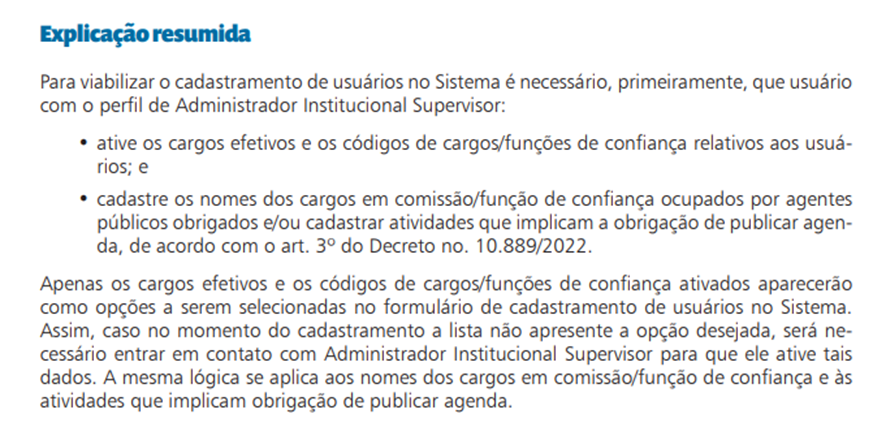 Explicação resumida
Para viabilizar o cadastramento de usuários no Sistema é necessário, primeiramente, que usuário
com o perfil de Administrador Institucional Supervisor:
• ative os cargos efetivos e os códigos de cargos/funções de confiança relativos aos usuá-
rios; e
• cadastre os nomes dos cargos em comissão/função de confiança ocupados por agentes
públicos obrigados e/ou cadastrar atividades que implicam a obrigação de publicar agen-
da, de acordo com o art. 3º do Decreto no. 10.889/2022.
Apenas os cargos efetivos e os códigos de cargos/funções de confiança ativados aparecerão
como opções a serem selecionadas no formulário de cadastramento de usuários no Sistema.
Assim, caso no momento do cadastramento a lista não apresente a opção desejada, será ne-
cessário entrar em contato com Administrador Institucional Supervisor para que ele ative tais
dados. A mesma lógica se aplica aos nomes dos cargos em comissão/função de confiança e às
atividades que implicam obrigação de publicar agenda.